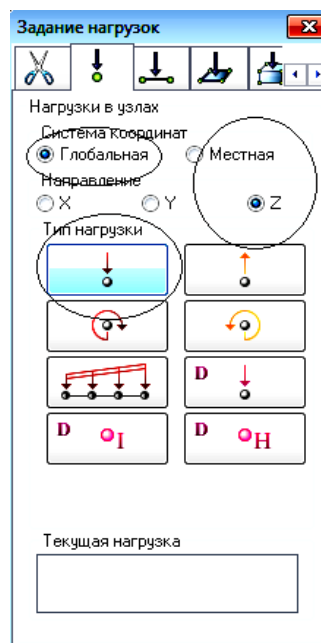 Задание нагрузок
Нагрузки в узлах
Система координат
Глобальная Местная
Направление
X Y Z
Тип нагрузки
D
D I D H
Текущая нагрузка